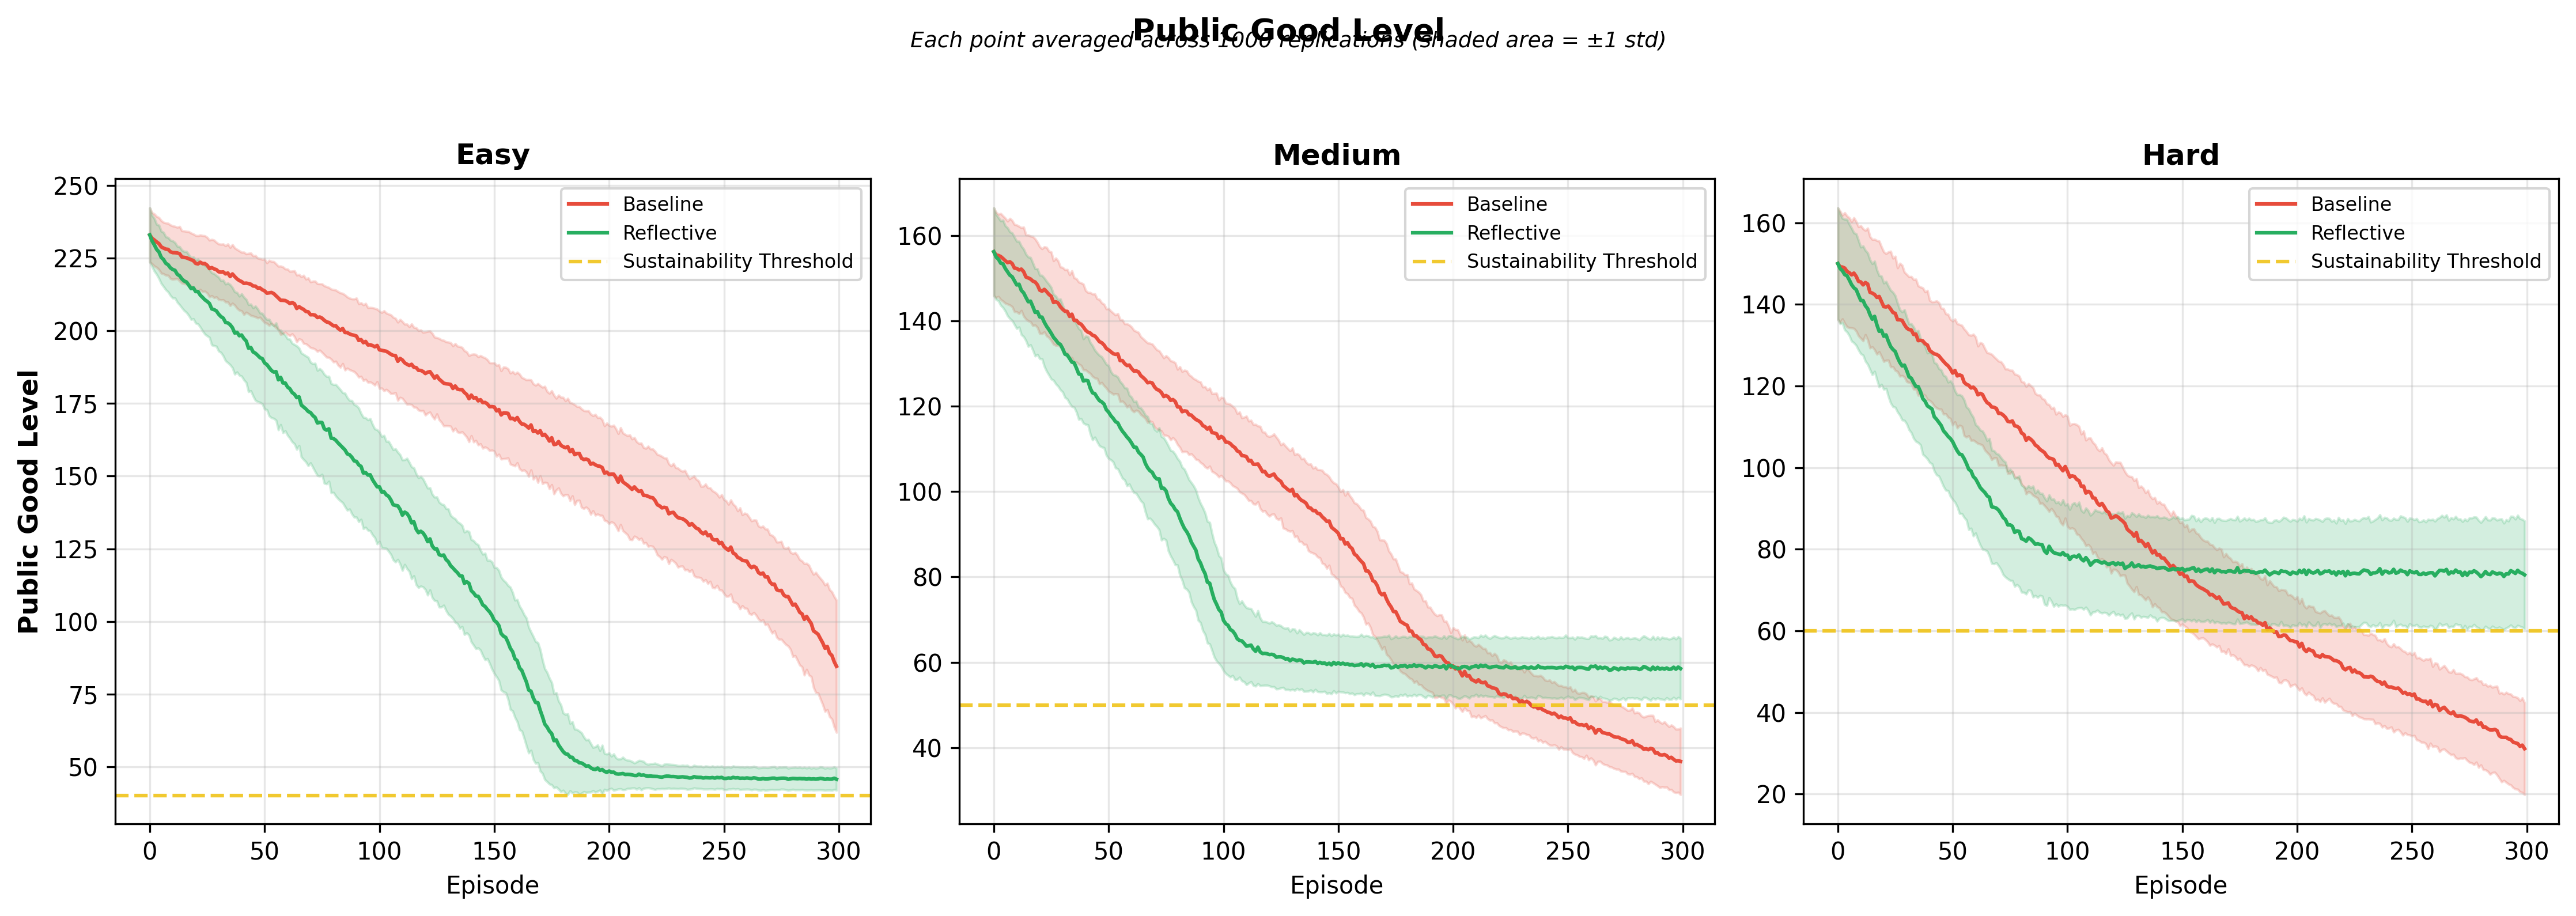 Public Good Level
Each point averaged across 1000 replications (shaded area = ±1 std)
Easy
Medium
Hard
Public Good Level
250
225
200
175
150
125
100
75
50
0 50 100 150 200 250 300
Episode
Baseline
Reflective
Sustainability Threshold
160
140
120
100
80
60
40
0 50 100 150 200 250 300
Episode
Baseline
Reflective
Sustainability Threshold
160
140
120
100
80
60
40
20
0 50 100 150 200 250 300
Episode
Baseline
Reflective
Sustainability Threshold